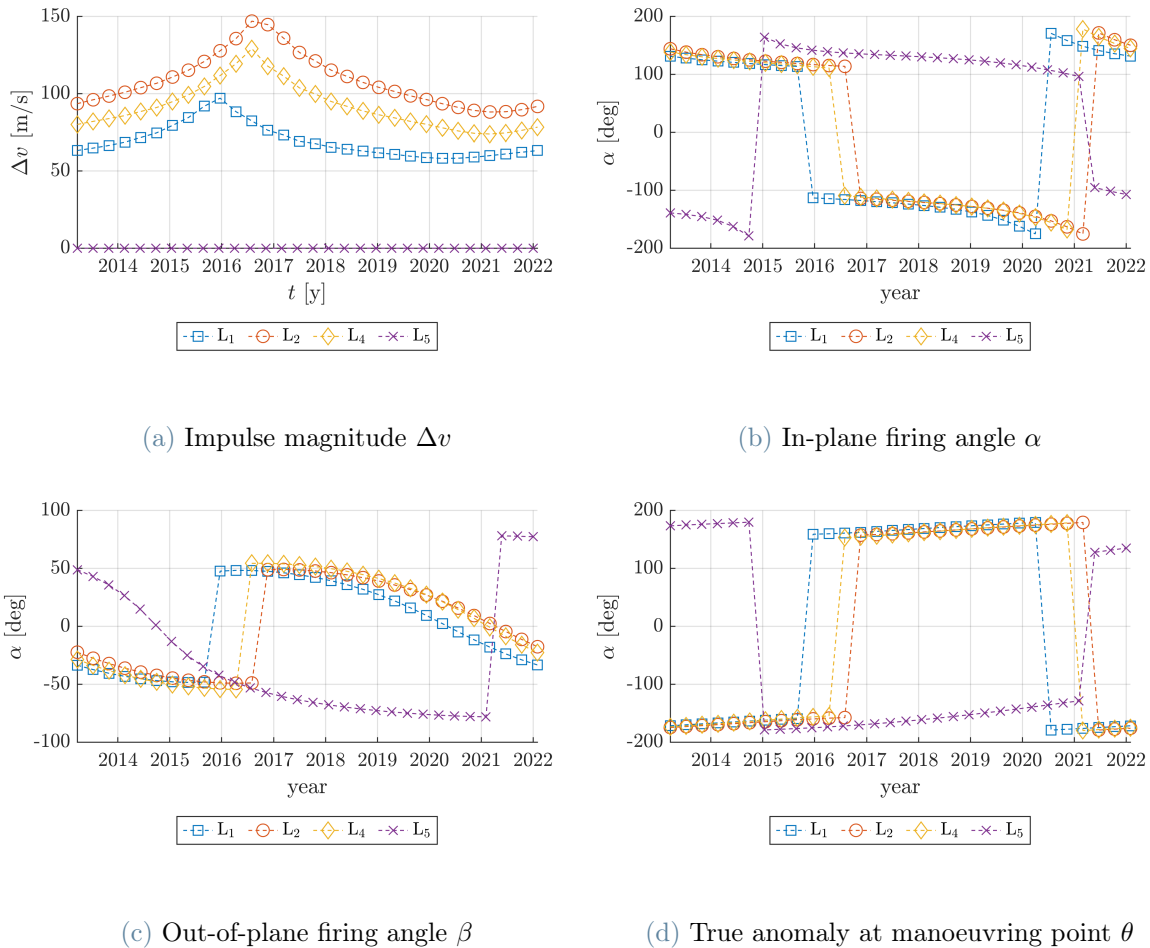 150
100
50
0
Δv [m/s]
2014 2015 2016 2017 2018 2019 2020 2021 2022
t [y]
L₁ L₂ L₄ L₅
(a) Impulse magnitude Δv
200
100
0
-100
-200
α [deg]
2014 2015 2016 2017 2018 2019 2020 2021 2022
year
L₁ L₂ L₄ L₅
(b) In-plane firing angle α
100
50
0
-50
-100
α [deg]
2014 2015 2016 2017 2018 2019 2020 2021 2022
year
L₁ L₂ L₄ L₅
(c) Out-of-plane firing angle β
200
100
0
-100
-200
α [deg]
2014 2015 2016 2017 2018 2019 2020 2021 2022
year
L₁ L₂ L₄ L₅
(d) True anomaly at manoeuvring point θ